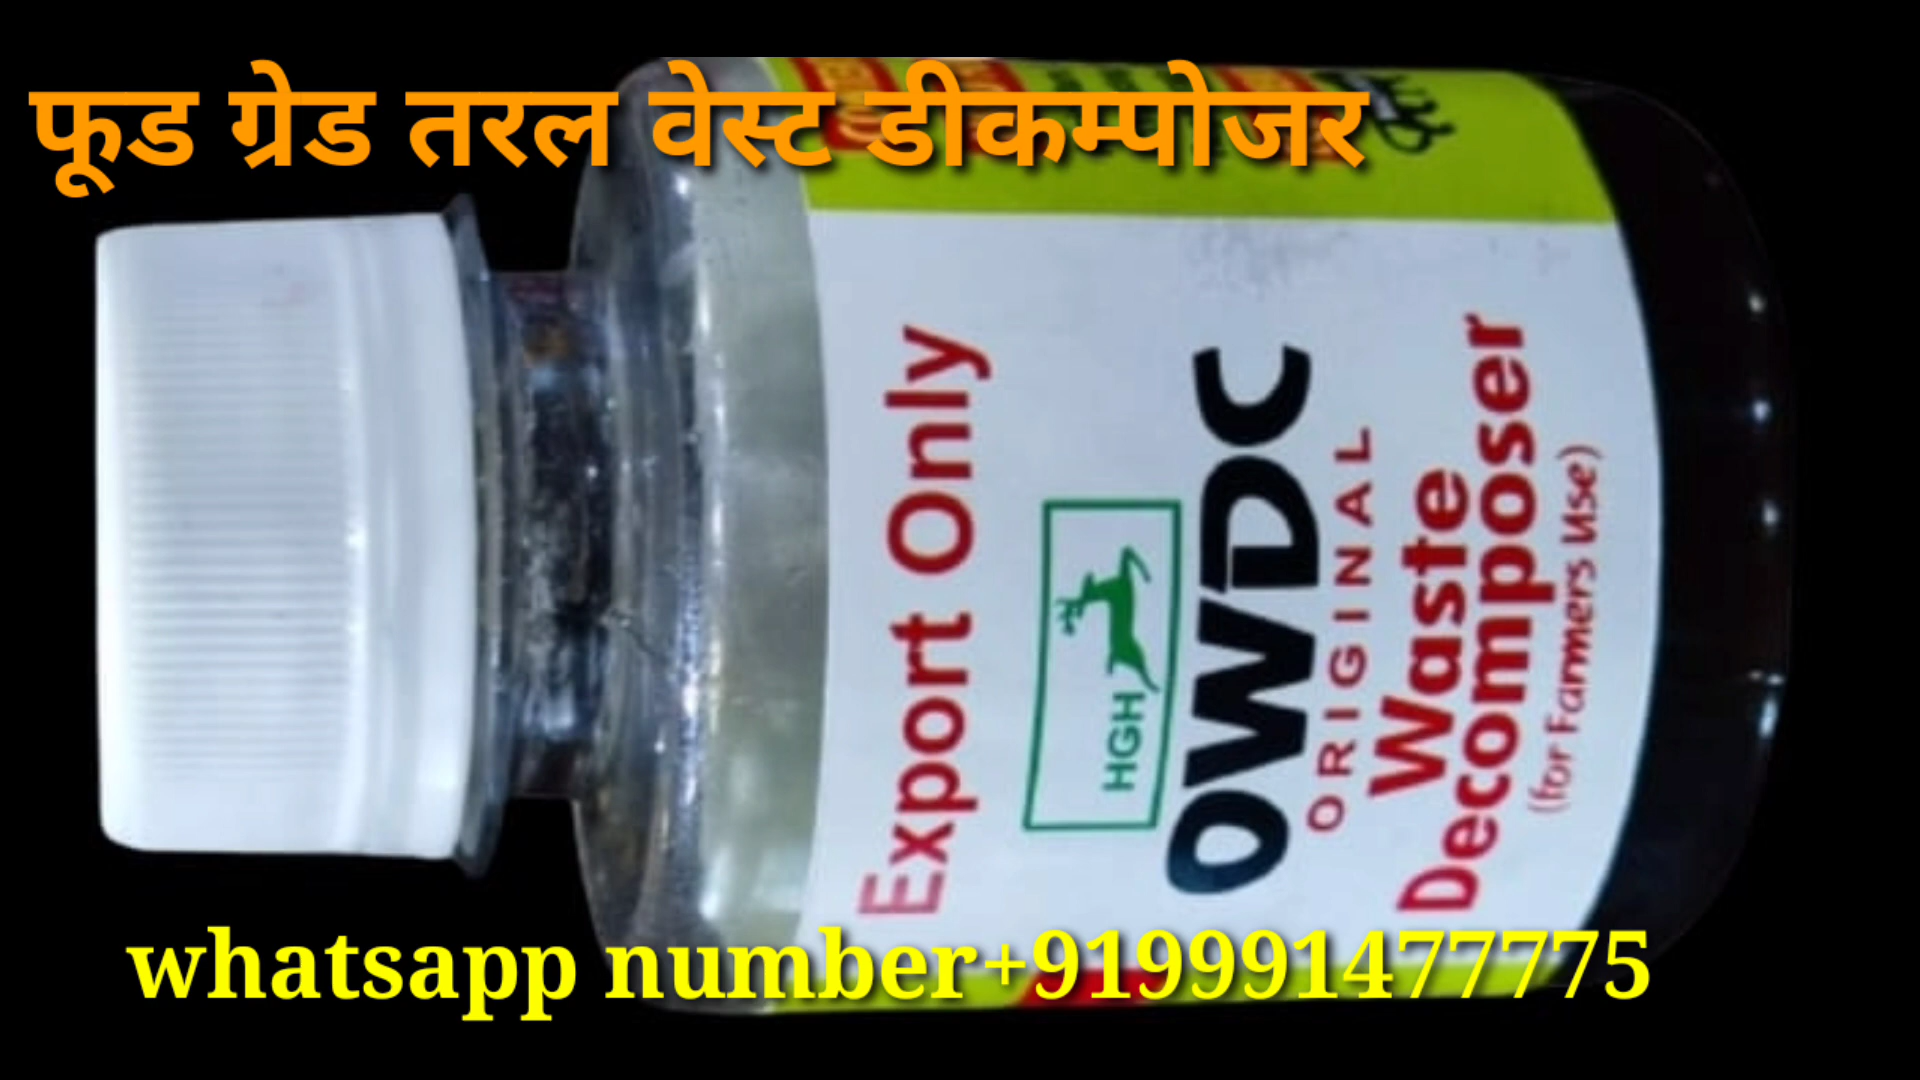 फूड ग्रेड तरल वेस्ट डीकम्पोजर
Export Only
HGH
OWDC
ORIGINAL
Waste
Decomposer
(for Farmers Use)
whatsapp number+919991477775